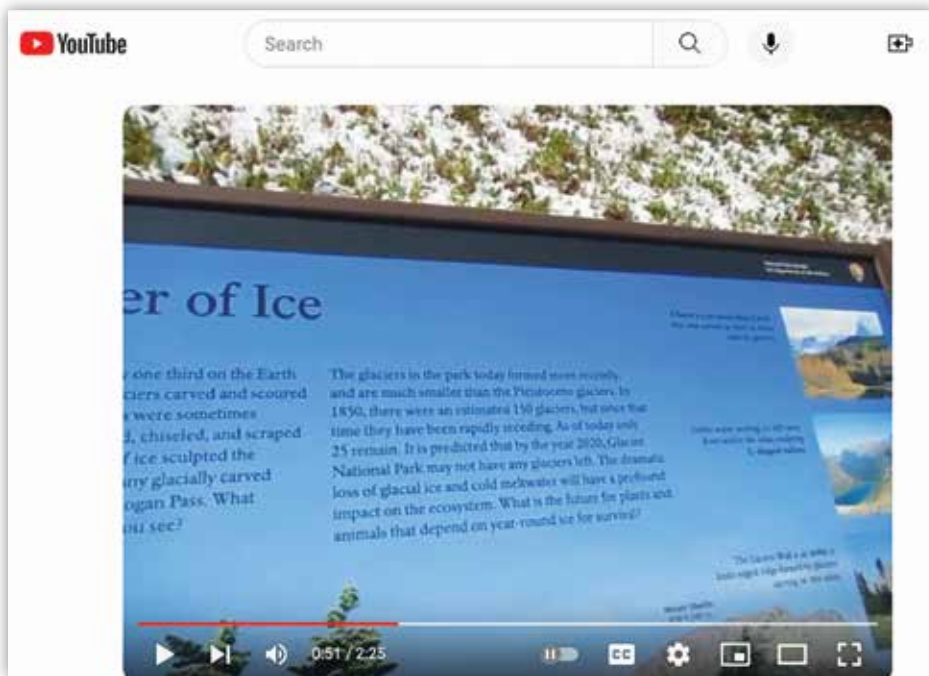 YouTube
Search
er of Ice
one third on the Earth
ciers carved and scoured
were sometimes
d, chiseled, and scraped
f ice sculpted the
ny glacially carved
ogan Pass. What
ou see?
The glaciers in the park today formed more recently,
and are much smaller than the Pleistocene glaciers. In
1850, there were an estimated 150 glaciers, but since that
time they have been rapidly receding. As of today only
25 remain. It is predicted that by the year 2020, Glacier
National Park may not have any glaciers left. The dramatic
loss of glacial ice and cold meltwater will have a profound
impact on the ecosystem. What is the future for plants and
animals that depend on year-round ice for survival?
0:51 / 2:25
CC